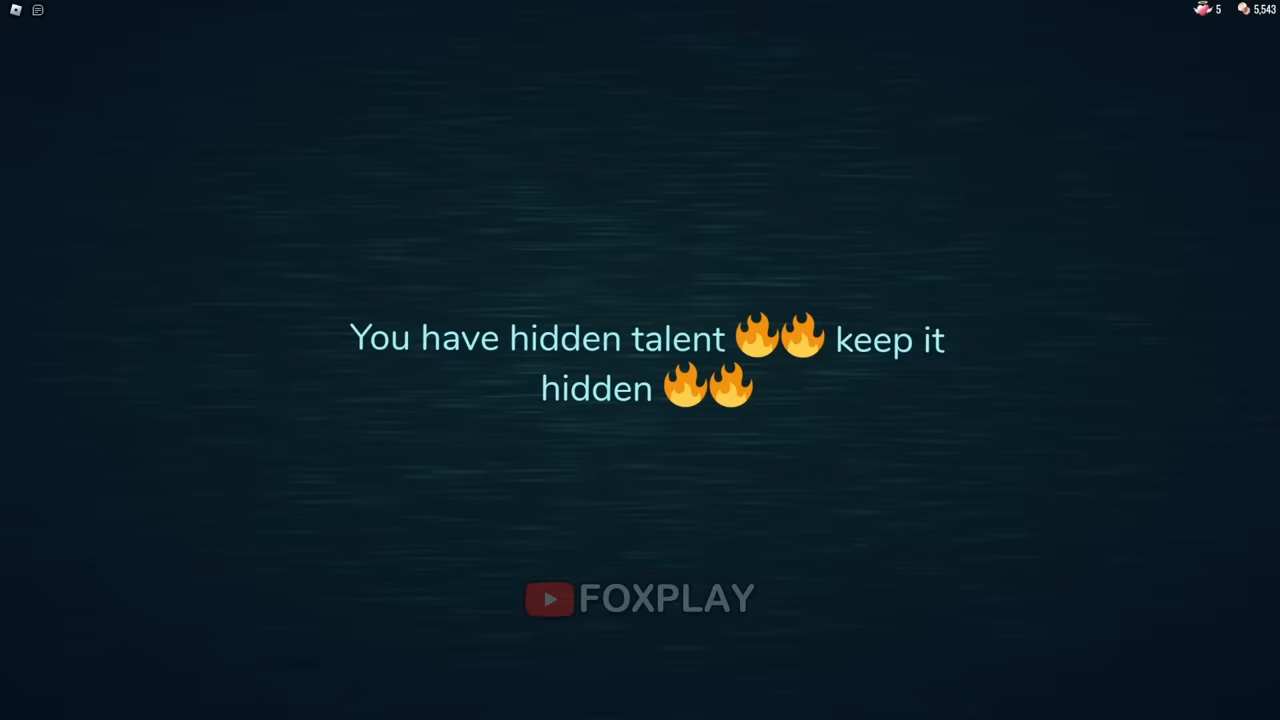 5 5,543
You have hidden talent 🔥🔥 keep it
hidden 🔥🔥
FOXPLAY